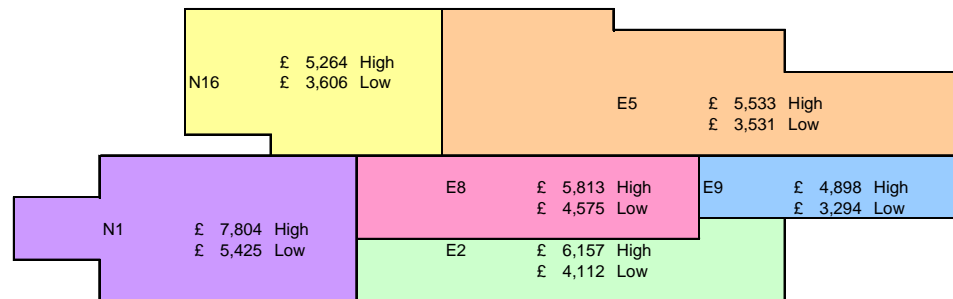 £ 5,264 High
N16 £ 3,606 Low
E5 £ 5,533 High
£ 3,531 Low
E8 £ 5,813 High
£ 4,575 Low
E9 £ 4,898 High
£ 3,294 Low
N1 £ 7,804 High
£ 5,425 Low
E2 £ 6,157 High
£ 4,112 Low